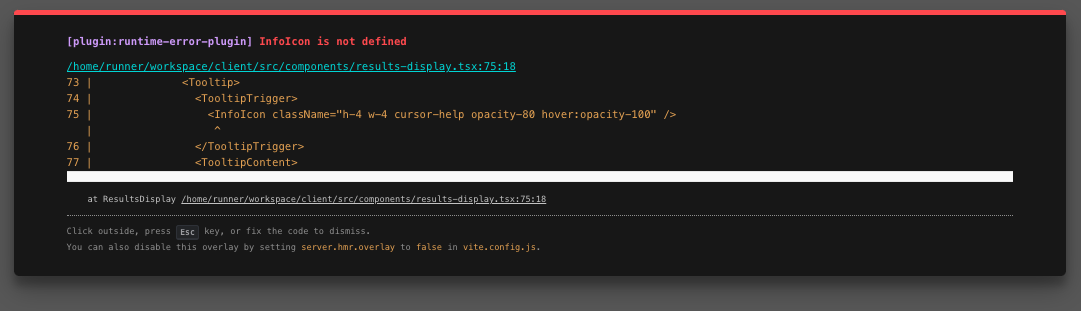 [plugin:runtime-error-plugin] InfoIcon is not defined
/home/runner/workspace/client/src/components/results-display.tsx:75:18
73 |              <Tooltip>
74 |                <TooltipTrigger>
75 |                  <InfoIcon className="h-4 w-4 cursor-help opacity-80 hover:opacity-100" />
   |                   ^
76 |                </TooltipTrigger>
77 |                <TooltipContent>
at ResultsDisplay /home/runner/workspace/client/src/components/results-display.tsx:75:18
Click outside, press Esc key, or fix the code to dismiss.
You can also disable this overlay by setting server.hmr.overlay to false in vite.config.js.